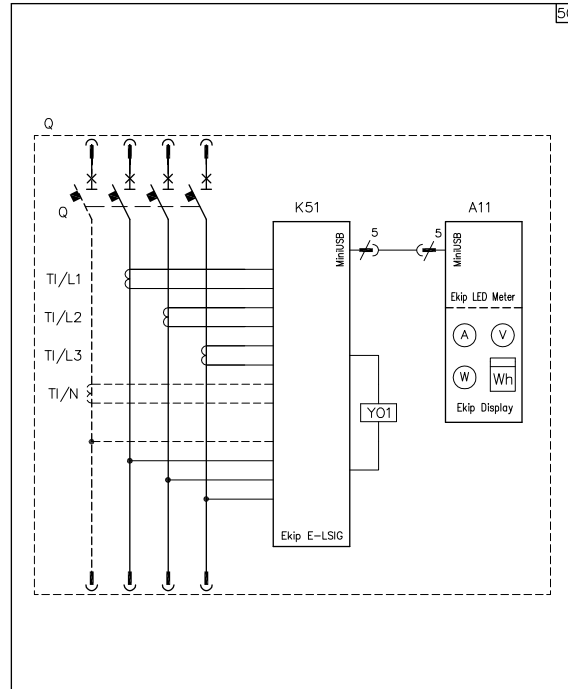 Q
Q
K51
A11
5
5
MiniUSB
MiniUSB
TI/L1
Ekip LED Meter
TI/L2
A
V
TI/L3
W
Wh
TI/N
YO1
Ekip Display
Ekip E-LSIG